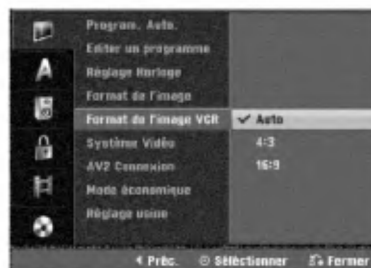 Program. Auto.
Editer un programme
Réglage Horloge
Format de l'image
Format de l'image VCR
✓ Auto
Système Vidéo
4:3
AV2 Connexion
16:9
Mode économique
Réglage usine
A
Préc.
Séléctionner
Fermer